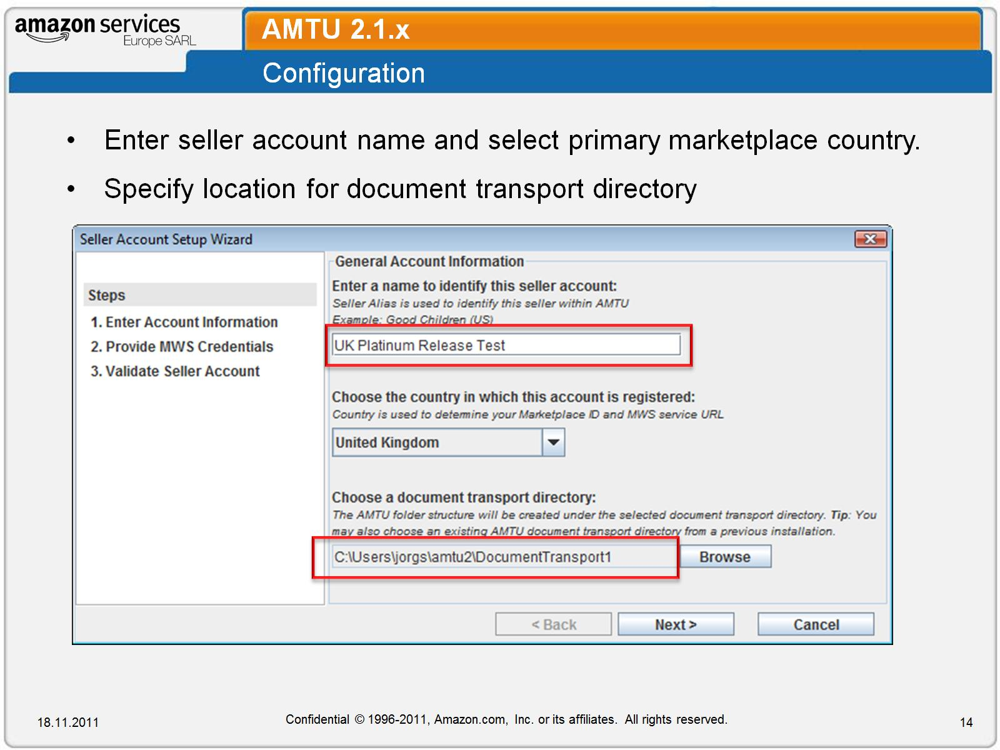 amazon services
Europe SARL
AMTU 2.1.x
Configuration
• Enter seller account name and select primary marketplace country.
• Specify location for document transport directory
Seller Account Setup Wizard
Steps
1. Enter Account Information
2. Provide MWS Credentials
3. Validate Seller Account
General Account Information
Enter a name to identify this seller account:
Seller Alias is used to identify this seller within AMTU
Example: Good Children (US)
UK Platinum Release Test
Choose the country in which this account is registered:
Country is used to determine your Marketplace ID and MWS service URL
United Kingdom
Choose a document transport directory:
The AMTU folder structure will be created under the selected document transport directory. Tip: You
may also choose an existing AMTU document transport directory from a previous installation.
C:\Users\jorgs\amtu2\DocumentTransport1
Browse
< Back
Next >
Cancel
18.11.2011
Confidential © 1996-2011, Amazon.com, Inc. or its affiliates. All rights reserved.
14